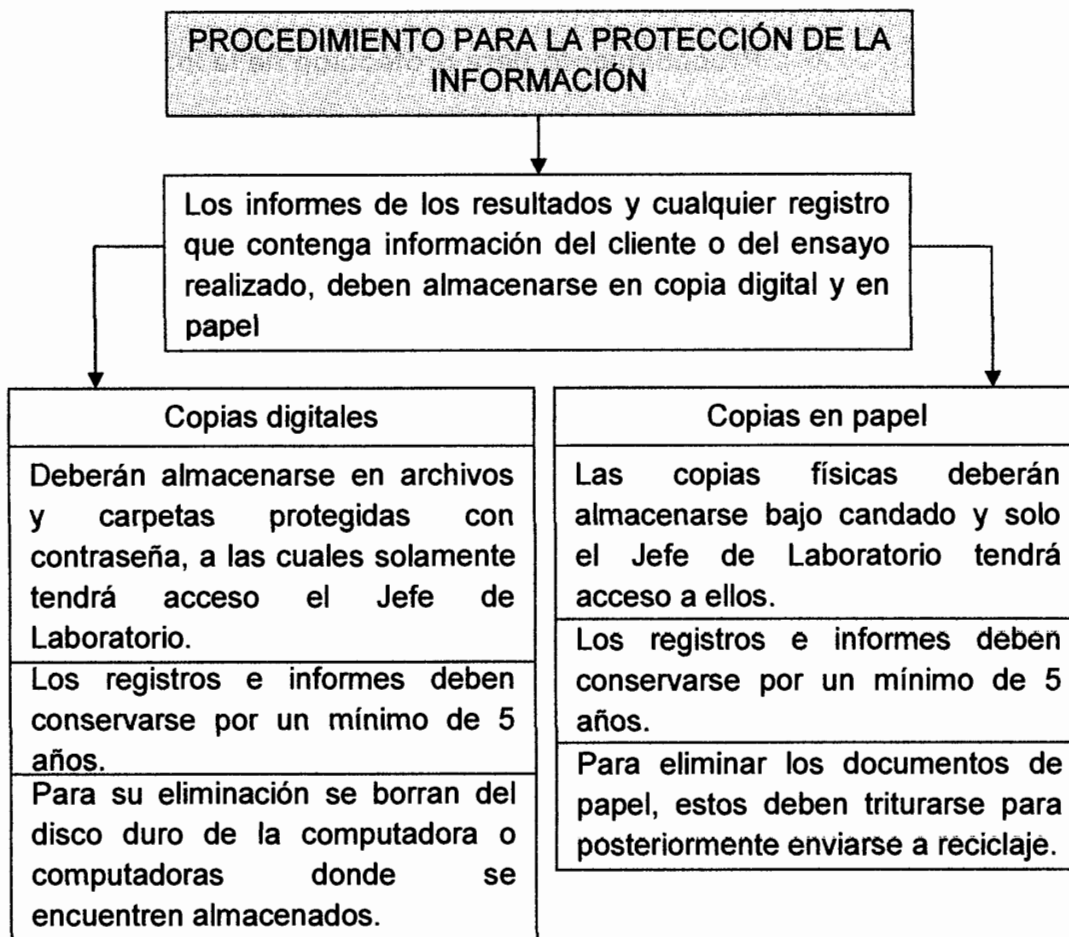 PROCEDIMIENTO PARA LA PROTECCIÓN DE LA
INFORMACIÓN
Los informes de los resultados y cualquier registro
que contenga información del cliente o del ensayo
realizado, deben almacenarse en copia digital y en
papel
Copias digitales
Deberán almacenarse en archivos
y carpetas protegidas con
contraseña, a las cuales solamente
tendrá acceso el Jefe de
Laboratorio.
Los registros e informes deben
conservarse por un mínimo de 5
años.
Para su eliminación se borran del
disco duro de la computadora o
computadoras donde se
encuentren almacenados.
Copias en papel
Las copias físicas deberán
almacenarse bajo candado y solo
el Jefe de Laboratorio tendrá
acceso a ellos.
Los registros e informes deben
conservarse por un mínimo de 5
años.
Para eliminar los documentos de
papel, estos deben triturarse para
posteriormente enviarse a reciclaje.